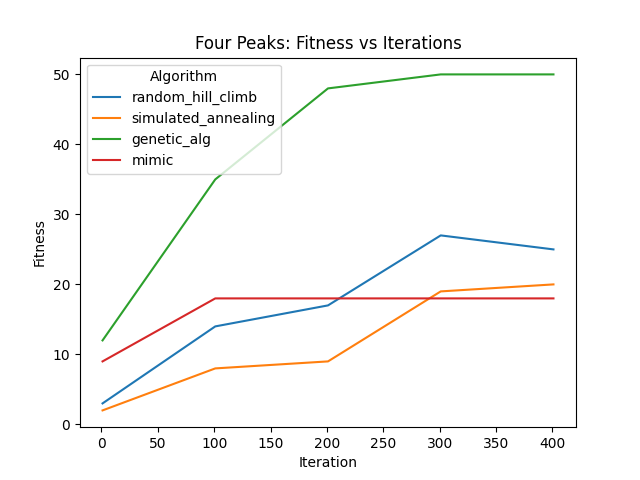 Four Peaks: Fitness vs Iterations
Algorithm
random_hill_climb
simulated_annealing
genetic_alg
mimic
Fitness
50
40
30
20
10
0
0 50 100 150 200 250 300 350 400
Iteration